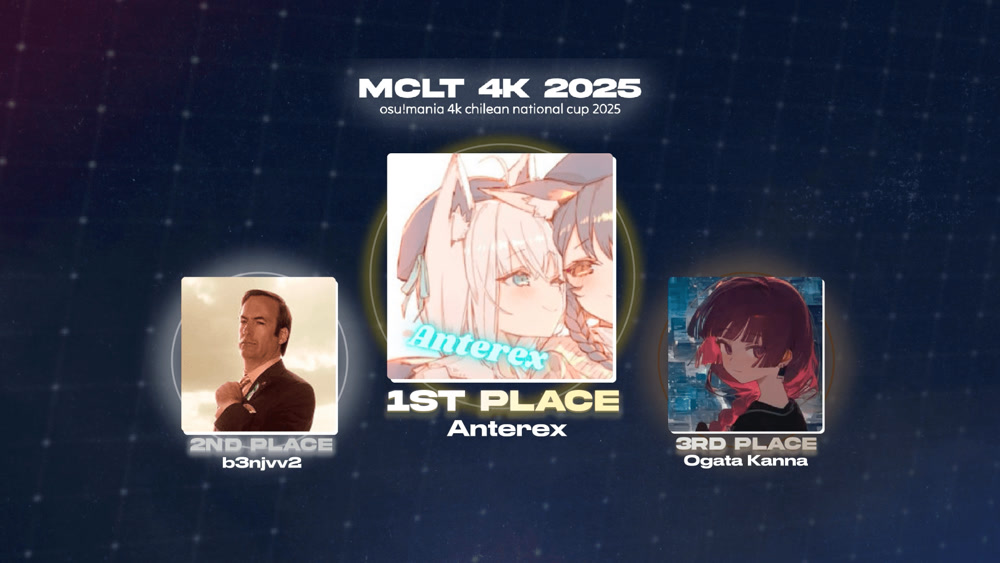 MCLT 4K 2025
osu!mania 4k chilean national cup 2025
Anterex
1ST PLACE
Anterex
2ND PLACE
b3njvv2
3RD PLACE
Ogata Kanna